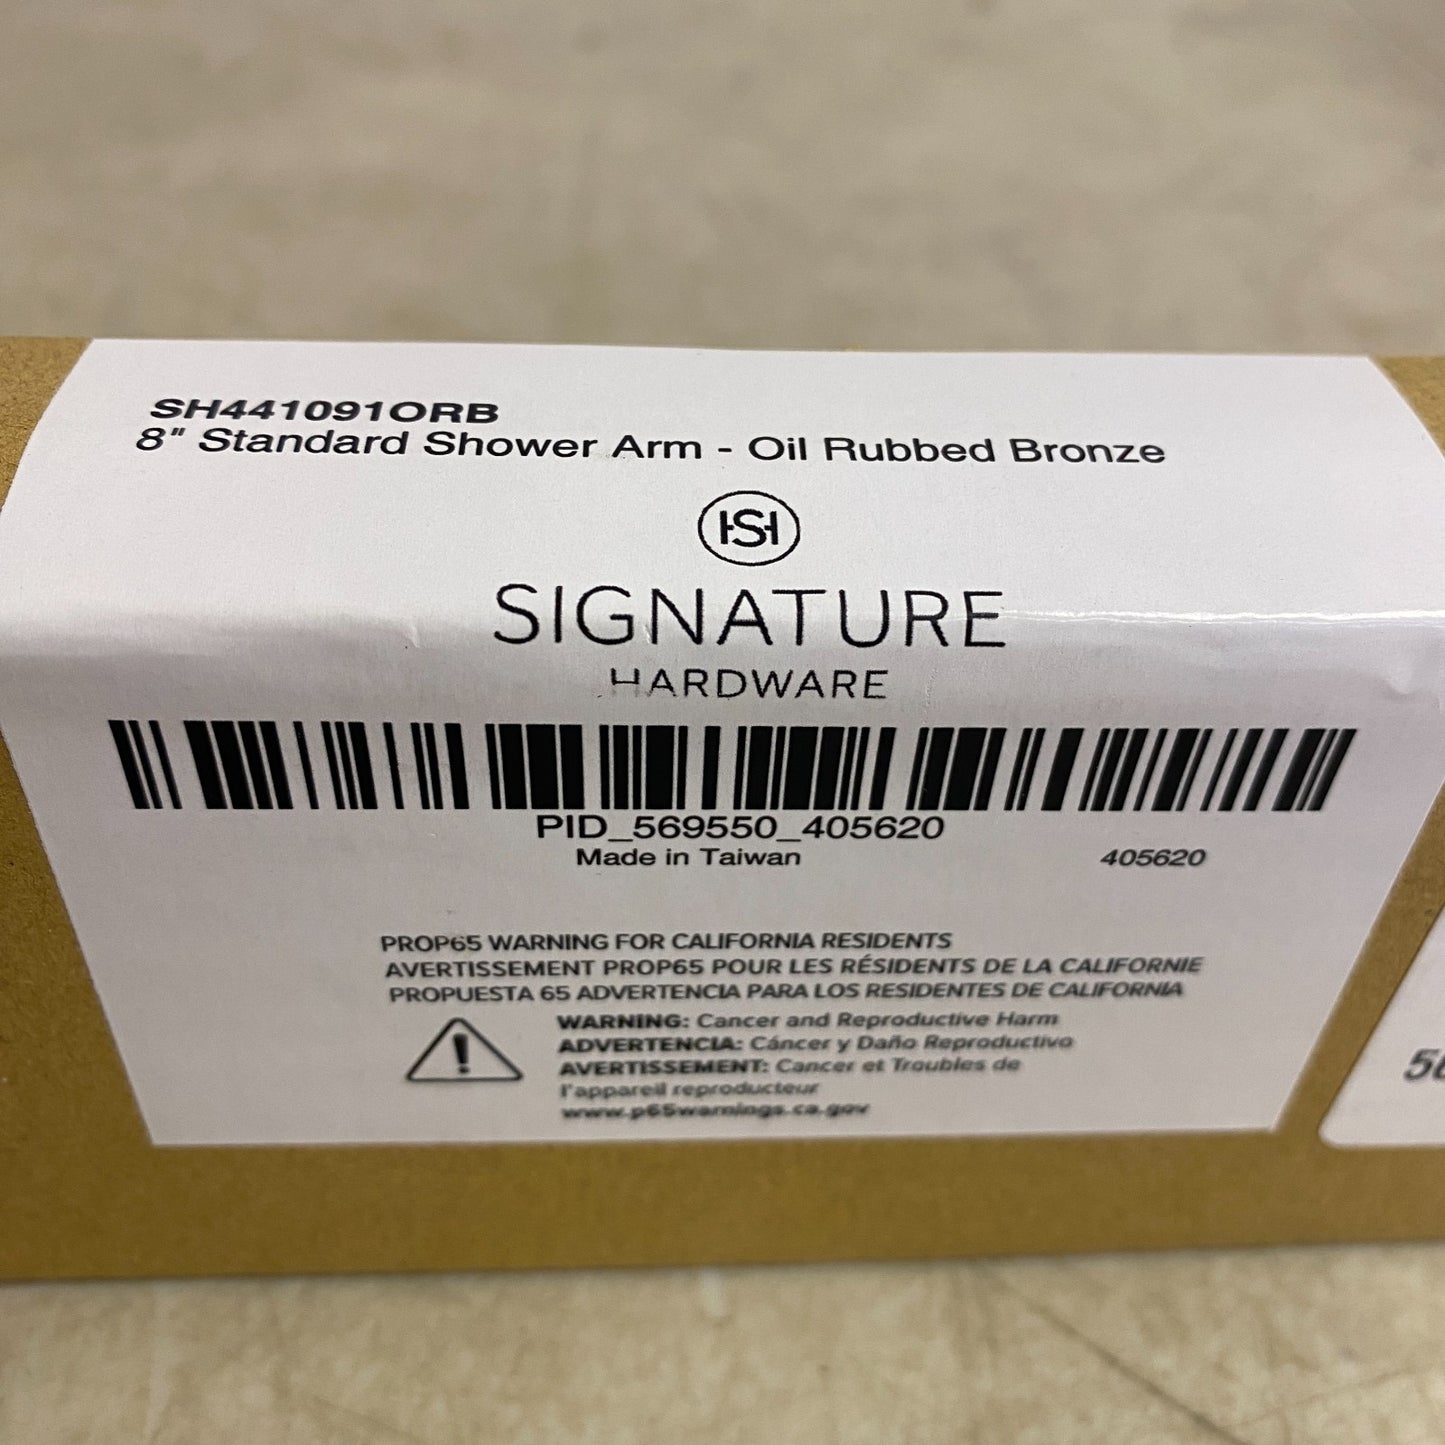 SH441091ORB
8" Standard Shower Arm - Oil Rubbed Bronze
SH
SIGNATURE
HARDWARE
PID_569550_405620
Made in Taiwan
405620
PROP65 WARNING FOR CALIFORNIA RESIDENTS
AVERTISSEMENT PROP65 POUR LES RÉSIDENTS DE LA CALIFORNIE
PROPUESTA 65 ADVERTENCIA PARA LOS RESIDENTES DE CALIFORNIA
WARNING: Cancer and Reproductive Harm
ADVERTENCIA: Cáncer y Daño Reproductivo
AVERTISSEMENT: Cancer et Troubles de
l'appareil reproducteur
www.p65warnings.ca.gov